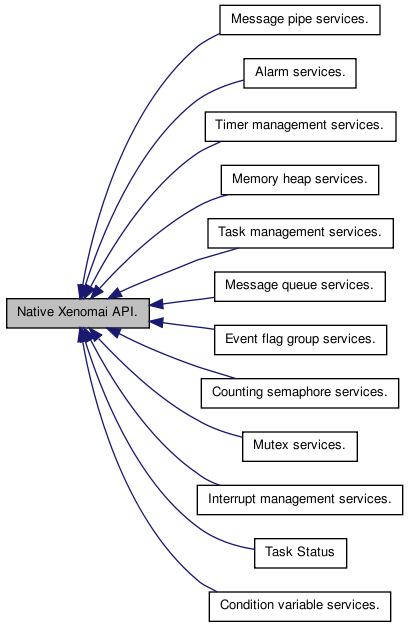 Message pipe services.
Alarm services.
Timer management services.
Memory heap services.
Task management services.
Message queue services.
Native Xenomai API.
Event flag group services.
Counting semaphore services.
Mutex services.
Interrupt management services.
Task Status
Condition variable services.